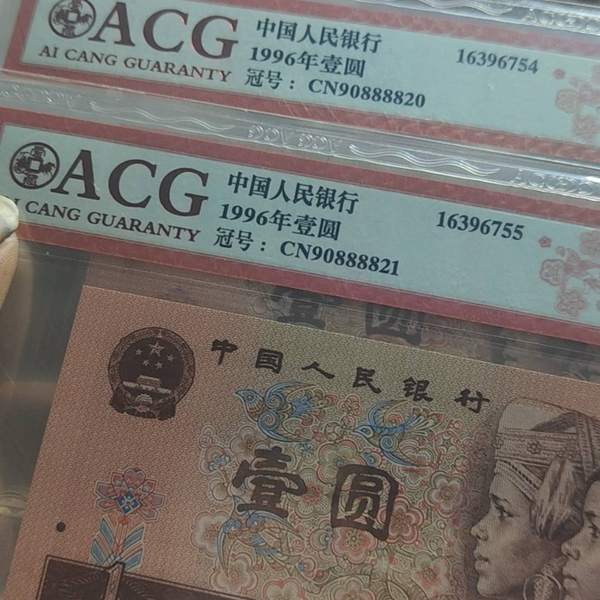 ACG
AI CANG GUARANTY
中国人民银行
1996年壹圆
冠号：CN90888820
16396754
ACG
I CANG GUARANTY
中国人民银行
1996年壹圆
冠号：CN90888821
16396755
壹圆
中国人民银行
壹圆